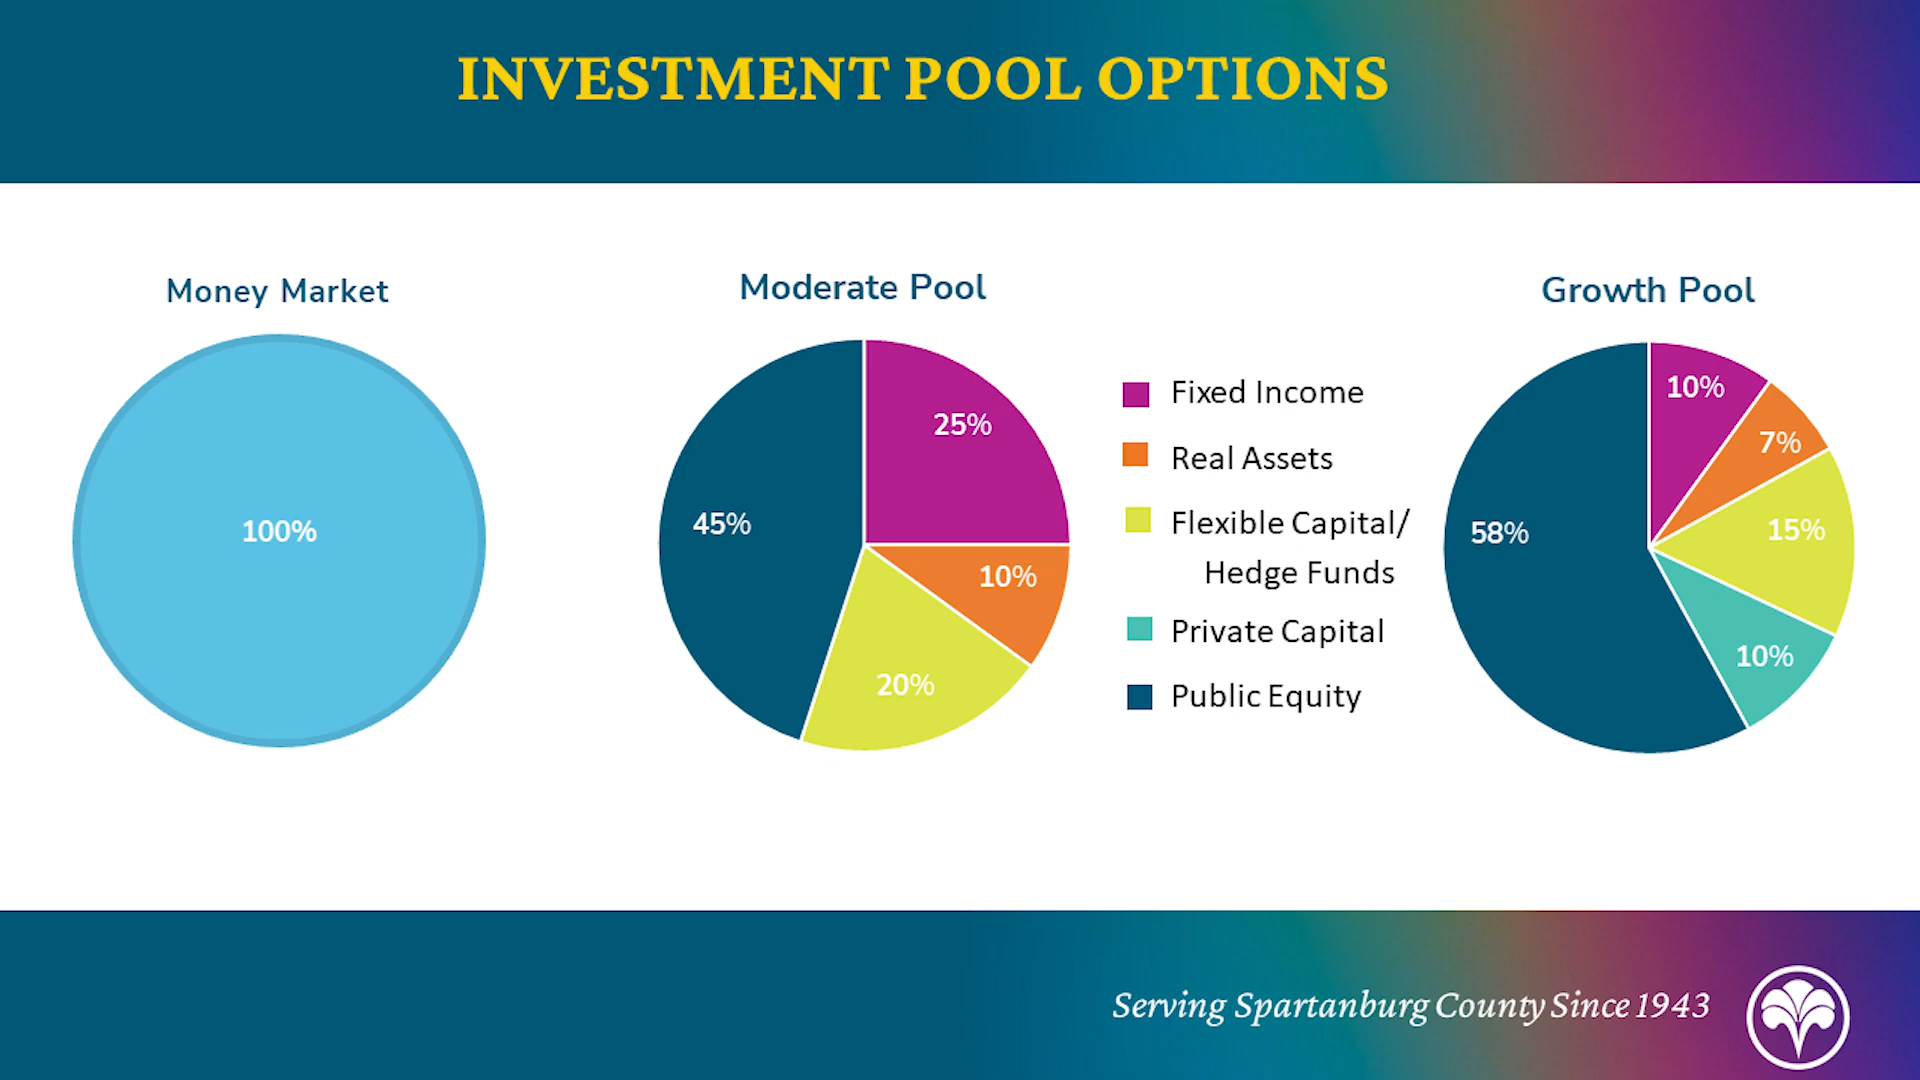 INVESTMENT POOL OPTIONS
Money Market
100%
Moderate Pool
25%
10%
20%
45%
Fixed Income
Real Assets
Flexible Capital/
Hedge Funds
Private Capital
Public Equity
Growth Pool
10%
7%
15%
10%
58%
Serving Spartanburg County Since 1943